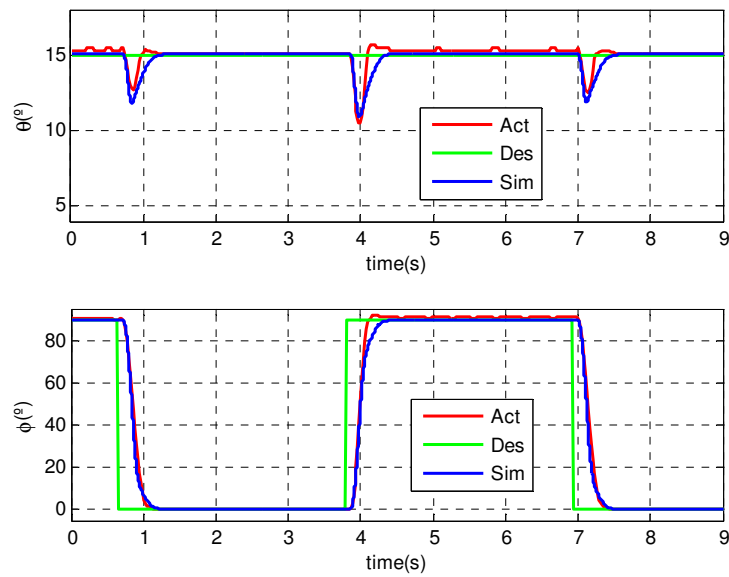 15
10
5
θ(º)
Act
Des
Sim
0 1 2 3 4 5 6 7 8 9
time(s)
80
60
40
20
0
ϕ(º)
Act
Des
Sim
0 1 2 3 4 5 6 7 8 9
time(s)